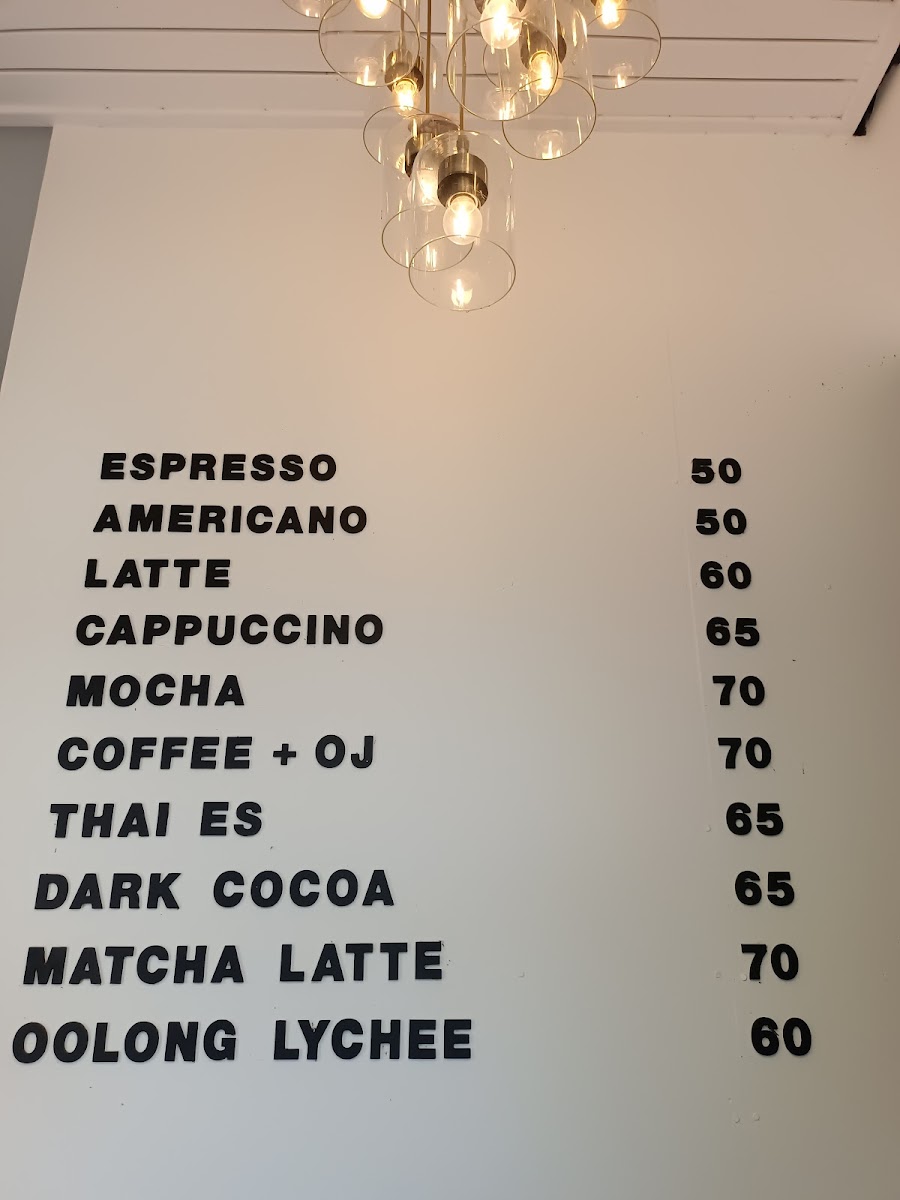 ESPRESSO 50
AMERICANO 50
LATTE 60
CAPPUCCINO 65
MOCHA 70
COFFEE + OJ 70
THAI ES 65
DARK COCOA 65
MATCHA LATTE 70
OOLONG LYCHEE 60